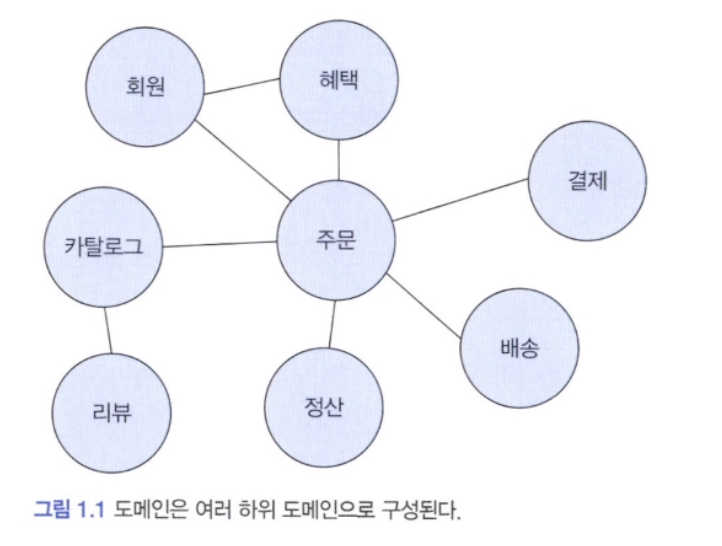 회원
혜택
결제
카탈로그
주문
배송
리뷰
정산
그림 1.1 도메인은 여러 하위 도메인으로 구성된다.